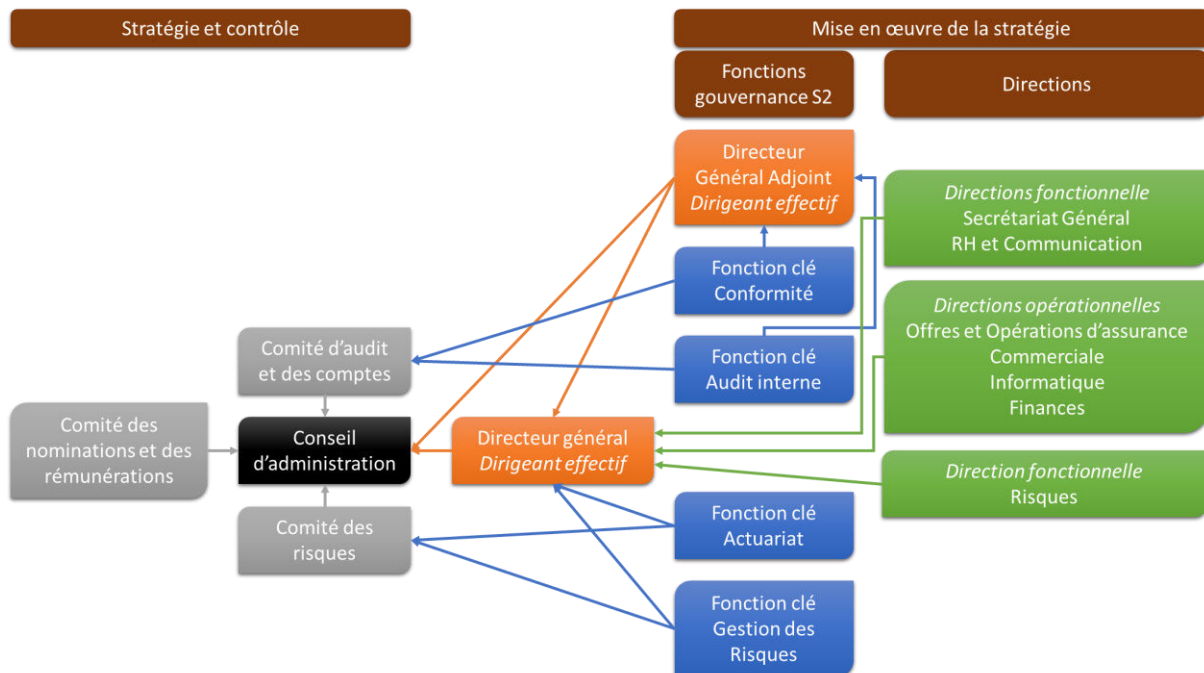 Stratégie et contrôle
Mise en œuvre de la stratégie
Fonctions
gouvernance S2
Directions
Directeur
Général Adjoint
Dirigeant effectif
Directions fonctionnelle
Secrétariat Général
RH et Communication
Fonction clé
Conformité
Directions opérationnelles
Offres et Opérations d’assurance
Commerciale
Informatique
Finances
Comité d’audit
et des comptes
Fonction clé
Audit interne
Comité des
nominations et des
rémunérations
Conseil
d’administration
Directeur général
Dirigeant effectif
Direction fonctionnelle
Risques
Comité des
risques
Fonction clé
Actuariat
Fonction clé
Gestion des
Risques